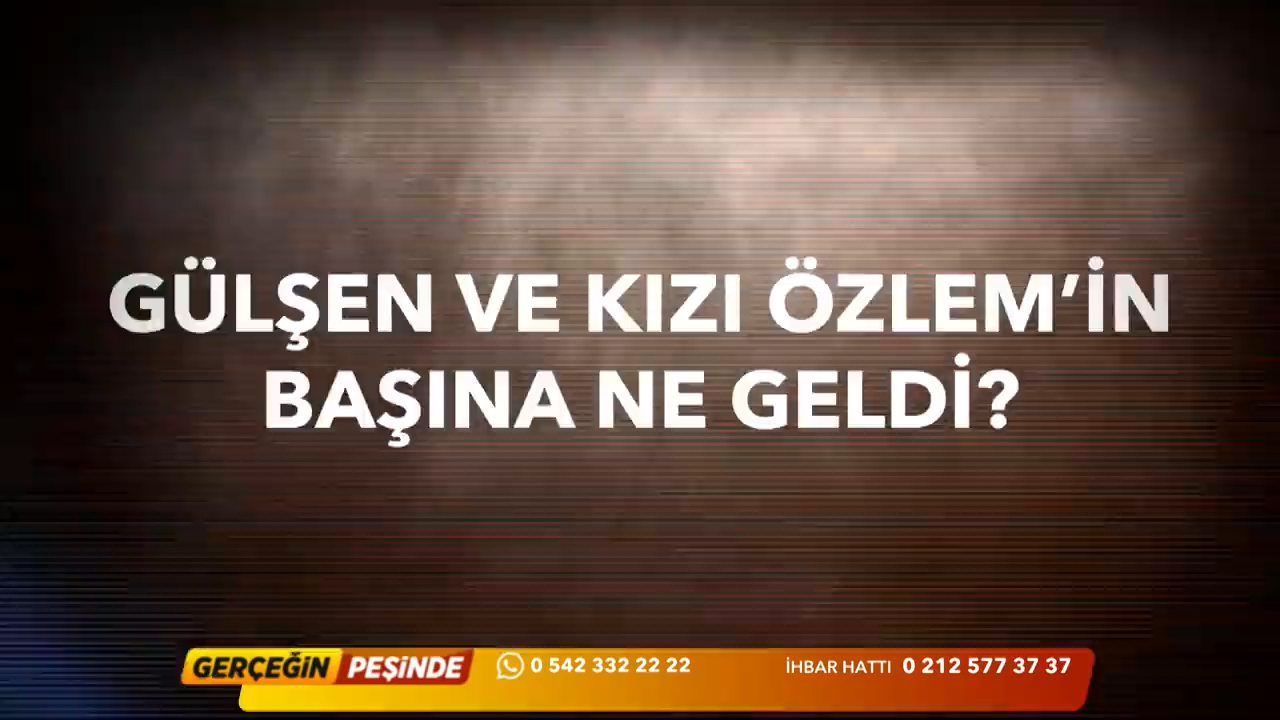 GÜLŞEN VE KIZI ÖZLEM’İN
BAŞINA NE GELDİ?
GERÇEĞİN PEŞİNDE 0 542 332 22 22 İHBAR HATTI 0 212 577 37 37